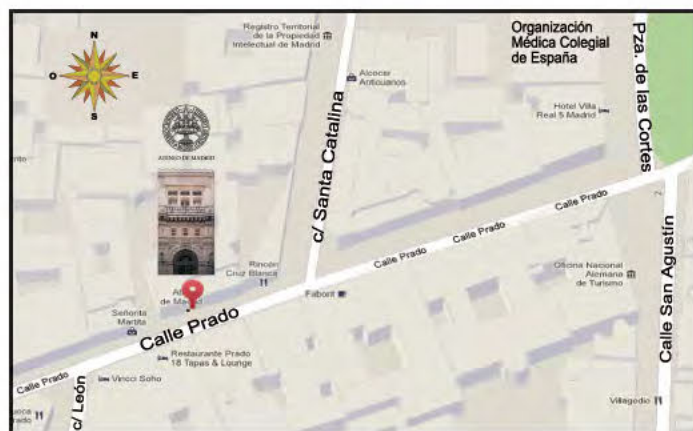 N
O
E
S
ATENEO DE MADRID
Registro Territorial
de la Propiedad
Intelectual de Madrid
Alcocer
Anticuarios
Organización
Médica Colegial
de España
Pza. de las Cortes
Hotel Villa
Real 5 Madrid
c/ Santa Catalina
Rincón
Cruz Blanca
de Madrid
Señorita
Martita
Faborit
Calle Prado
Calle Prado
Calle Prado
Calle Prado
Calle Prado
Oficina Nacional
Alemana
de Turismo
Calle San Agustín
Restaurante Prado
18 Tapas & Lounge
Vincci Soho
c/ León
Villagodio